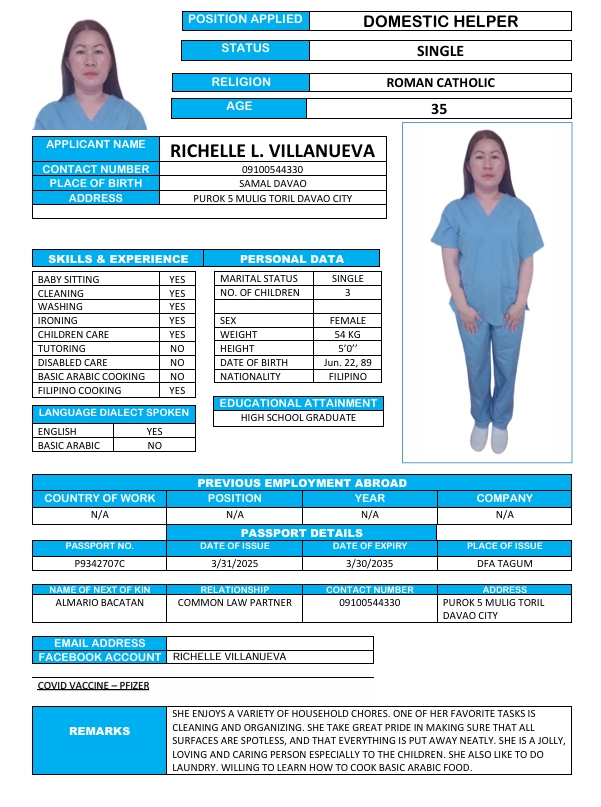 POSITION APPLIED DOMESTIC HELPER
STATUS SINGLE
RELIGION ROMAN CATHOLIC
AGE 35
APPLICANT NAME RICHELLE L. VILLANUEVA
CONTACT NUMBER 09100544330
PLACE OF BIRTH SAMAL DAVAO
ADDRESS PUROK 5 MULIG TORIL DAVAO CITY
SKILLS & EXPERIENCE
BABY SITTING YES
CLEANING YES
WASHING YES
IRONING YES
CHILDREN CARE YES
TUTORING NO
DISABLED CARE NO
BASIC ARABIC COOKING NO
FILIPINO COOKING YES
LANGUAGE DIALECT SPOKEN
ENGLISH YES
BASIC ARABIC NO
PERSONAL DATA
MARITAL STATUS SINGLE
NO. OF CHILDREN 3
SEX FEMALE
WEIGHT 54 KG
HEIGHT 5’0’’
DATE OF BIRTH Jun. 22, 89
NATIONALITY FILIPINO
EDUCATIONAL ATTAINMENT
HIGH SCHOOL GRADUATE
PREVIOUS EMPLOYMENT ABROAD
COUNTRY OF WORK POSITION YEAR COMPANY
N/A N/A N/A N/A
PASSPORT DETAILS
PASSPORT NO. DATE OF ISSUE DATE OF EXPIRY PLACE OF ISSUE
P9342707C 3/31/2025 3/30/2035 DFA TAGUM
NAME OF NEXT OF KIN RELATIONSHIP CONTACT NUMBER ADDRESS
ALMARIO BACATAN COMMON LAW PARTNER 09100544330 PUROK 5 MULIG TORIL
DAVAO CITY
EMAIL ADDRESS
FACEBOOK ACCOUNT RICHELLE VILLANUEVA
COVID VACCINE – PFIZER
REMARKS
SHE ENJOYS A VARIETY OF HOUSEHOLD CHORES. ONE OF HER FAVORITE TASKS IS
CLEANING AND ORGANIZING. SHE TAKE GREAT PRIDE IN MAKING SURE THAT ALL
SURFACES ARE SPOTLESS, AND THAT EVERYTHING IS PUT AWAY NEATLY. SHE IS A JOLLY,
LOVING AND CARING PERSON ESPECIALLY TO THE CHILDREN. SHE ALSO LIKE TO DO
LAUNDRY. WILLING TO LEARN HOW TO COOK BASIC ARABIC FOOD.